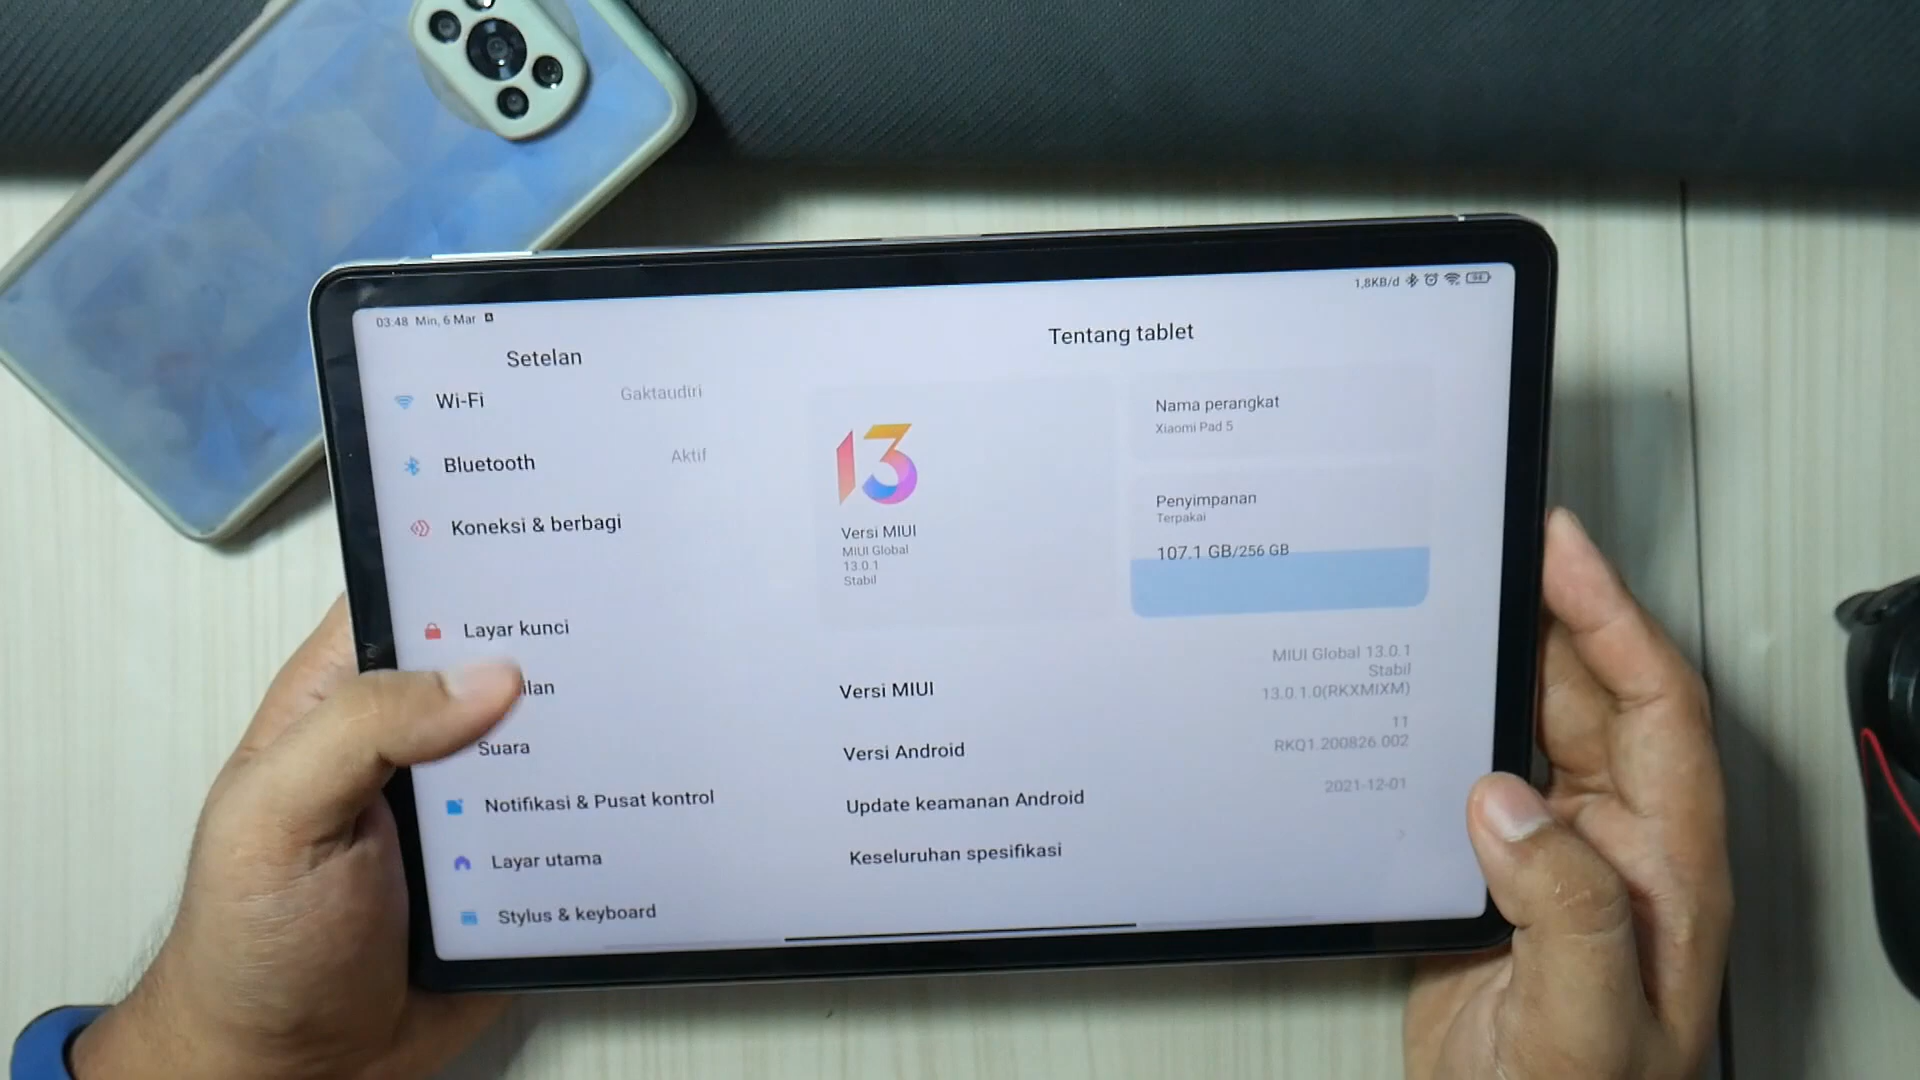 03.48 Min, 6 Mar
1,8KB/d
Setelan
Wi-Fi
Gaktaudiri
Bluetooth
Aktif
Koneksi & berbagi
Layar kunci
ilan
Suara
Notifikasi & Pusat kontrol
Layar utama
Stylus & keyboard
Tentang tablet
13
Versi MIUI
MIUI Global
13.0.1
Stabil
Nama perangkat
Xiaomi Pad 5
Penyimpanan
Terpakai
107.1 GB/256 GB
Versi MIUI
MIUI Global 13.0.1
Stabil
13.0.1.0(RKXMIXM)
Versi Android
11
RKQ1.200826.002
Update keamanan Android
2021-12-01
Keseluruhan spesifikasi